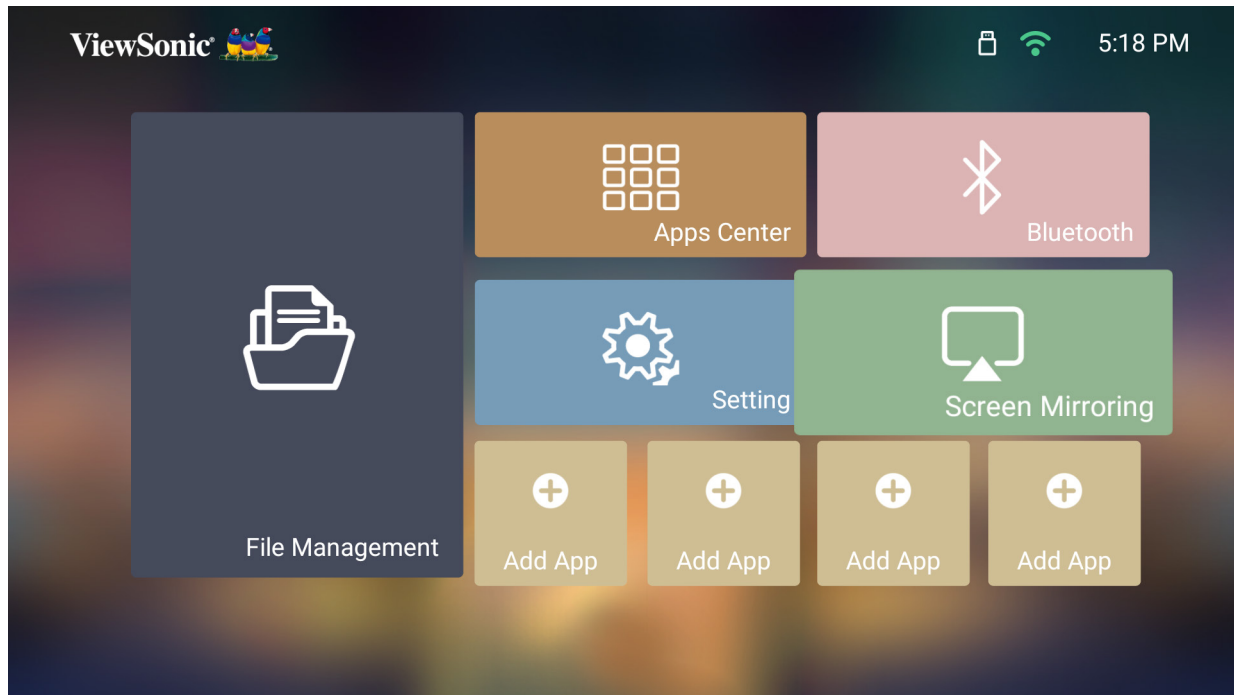 ViewSonic®
5:18 PM
Apps Center
Bluetooth
Setting
Screen Mirroring
File Management
Add App
Add App
Add App
Add App